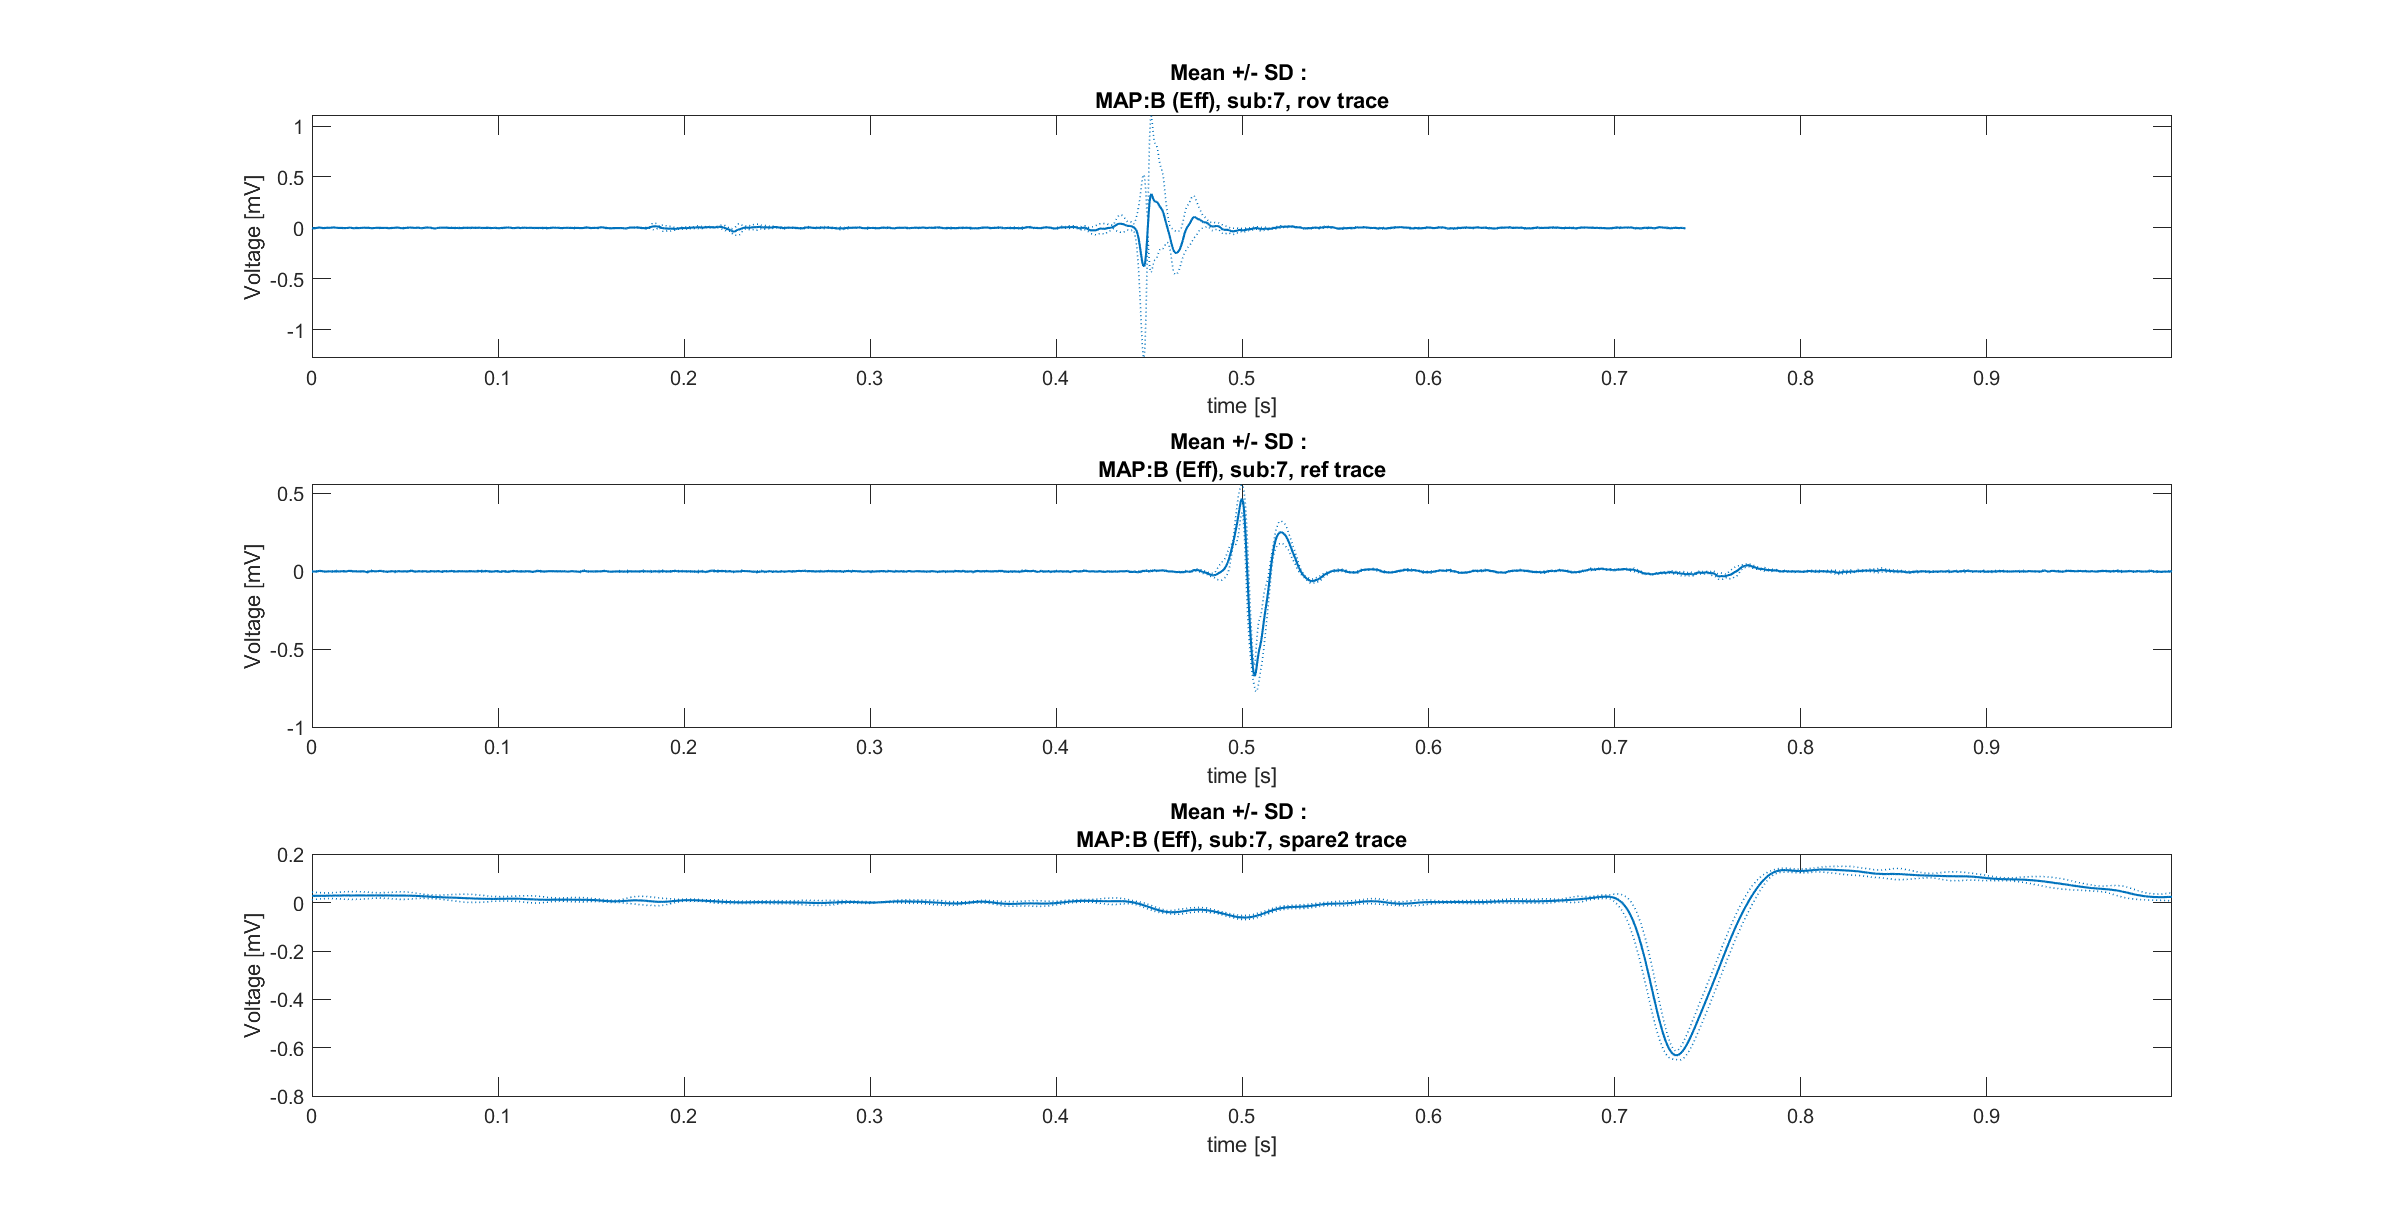 Mean +/- SD :
MAP:B (Eff), sub:7, rov trace
1
0.5
0
-0.5
-1
Voltage [mV]
0 0.1 0.2 0.3 0.4 0.5 0.6 0.7 0.8 0.9
time [s]
Mean +/- SD :
MAP:B (Eff), sub:7, ref trace
0.5
0
-0.5
-1
Voltage [mV]
0 0.1 0.2 0.3 0.4 0.5 0.6 0.7 0.8 0.9
time [s]
Mean +/- SD :
MAP:B (Eff), sub:7, spare2 trace
0.2
0
-0.2
-0.4
-0.6
-0.8
Voltage [mV]
0 0.1 0.2 0.3 0.4 0.5 0.6 0.7 0.8 0.9
time [s]